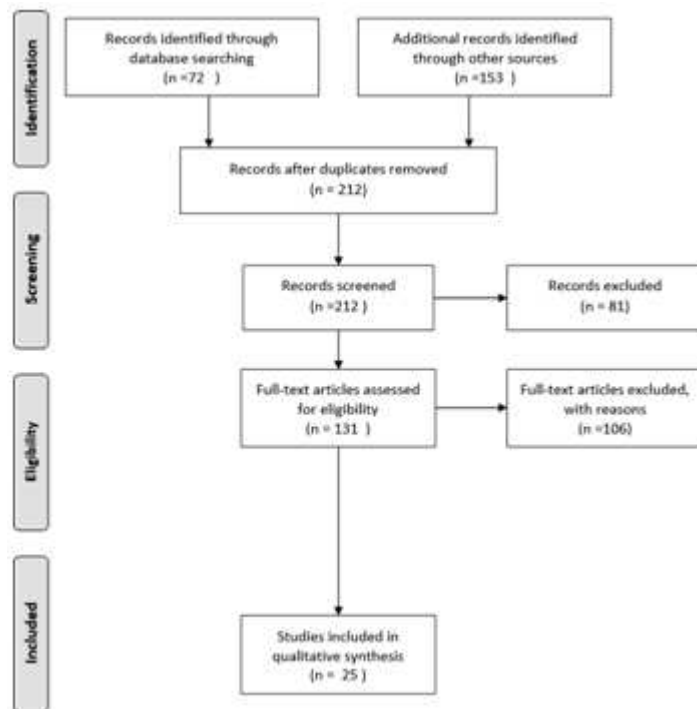 Identification
Records identified through
database searching
(n =72   )
Additional records identified
through other sources
(n =153  )
Records after duplicates removed
(n = 212)
Screening
Records screened
(n =212 )
Records excluded
(n = 81)
Eligibility
Full-text articles assessed
for eligibility
(n = 131  )
Full-text articles excluded,
with reasons
(n =106)
Included
Studies included in
qualitative synthesis
(n =  25 )